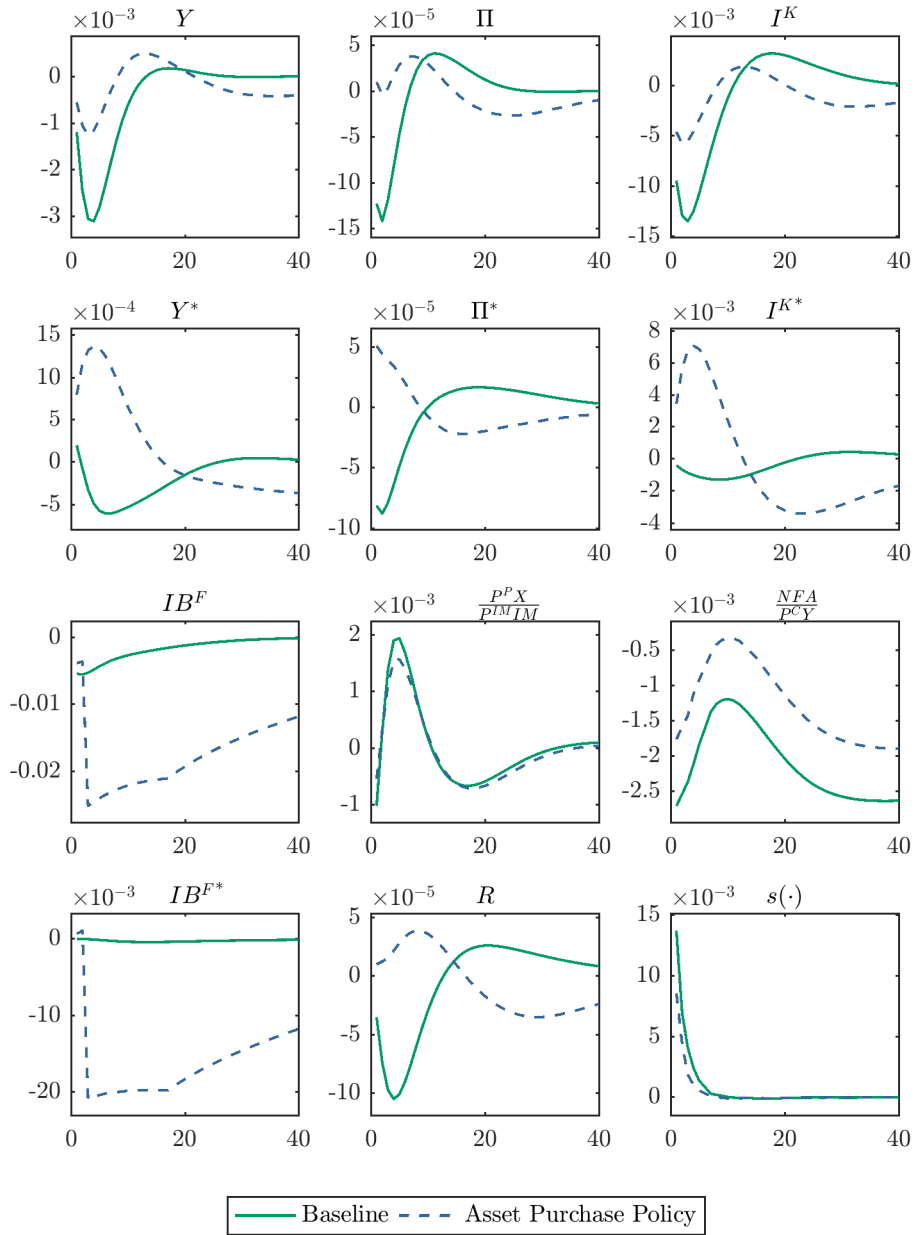 ×10⁻³ Y
0
-1
-2
-3
0 20 40
×10⁻⁵ Π
5
0
-5
-10
-15
0 20 40
×10⁻³ I^K
5
0
-5
-10
-15
0 20 40
×10⁻⁴ Y*
15
10
5
0
-5
0 20 40
×10⁻⁵ Π*
5
0
-5
-10
0 20 40
×10⁻³ I^K*
8
6
4
2
0
-2
-4
0 20 40
IB^F
0
-0.01
-0.02
0 20 40
×10⁻³ P^P X / P^IM IM
2
1
0
-1
0 20 40
×10⁻³ NFA / P^C Y
-0.5
-1
-1.5
-2
-2.5
0 20 40
×10⁻³ IB^F*
0
-10
-20
0 20 40
×10⁻⁵ R
5
0
-5
-10
0 20 40
×10⁻³ s(·)
15
10
5
0
0 20 40
Baseline Asset Purchase Policy